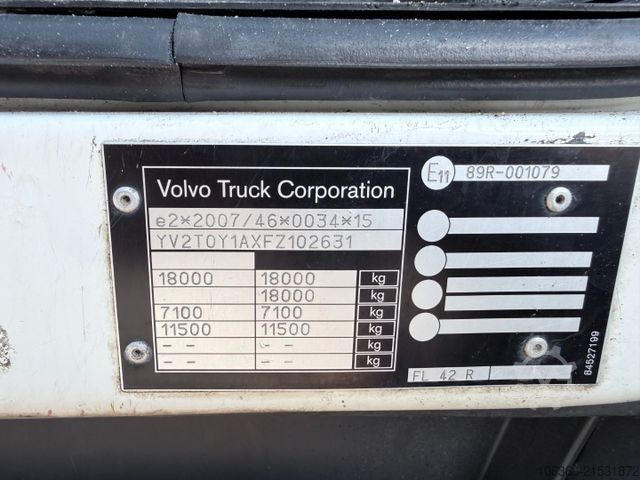 Volvo Truck Corporation
e2*2007/46*0034*15
YV2T0Y1AXFZ102631
18000 18000 kg
18000 kg
7100 7100 kg
11500 11500 kg
- - - - kg
- - - - kg
E11 89R-001079
FL 42 R
84527199